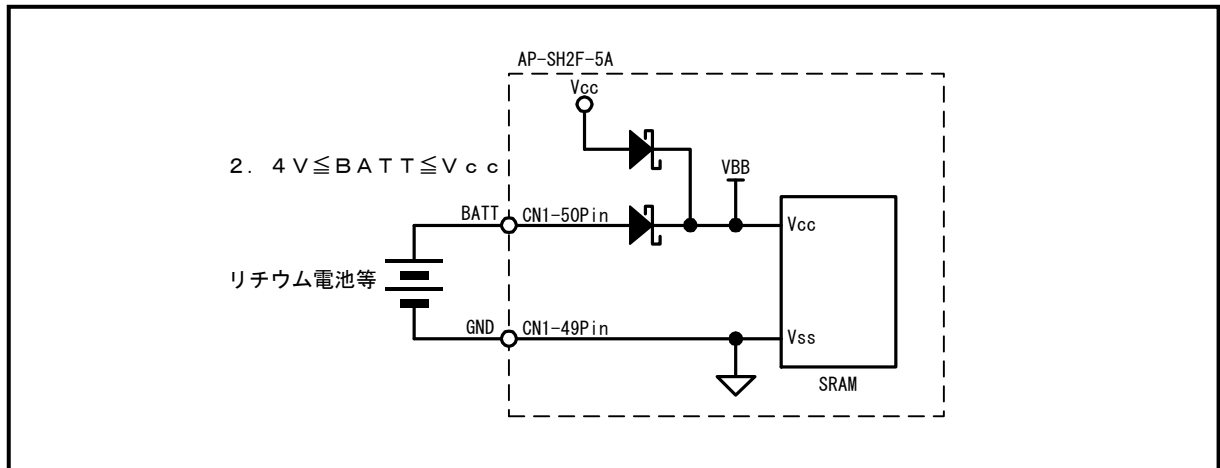 AP-SH2F-5A
Vcc
２．４Ｖ≦ＢＡＴＴ≦Ｖｃｃ
VBB
BATT
CN1-50Pin
Vcc
リチウム電池等
GND
CN1-49Pin
Vss
SRAM